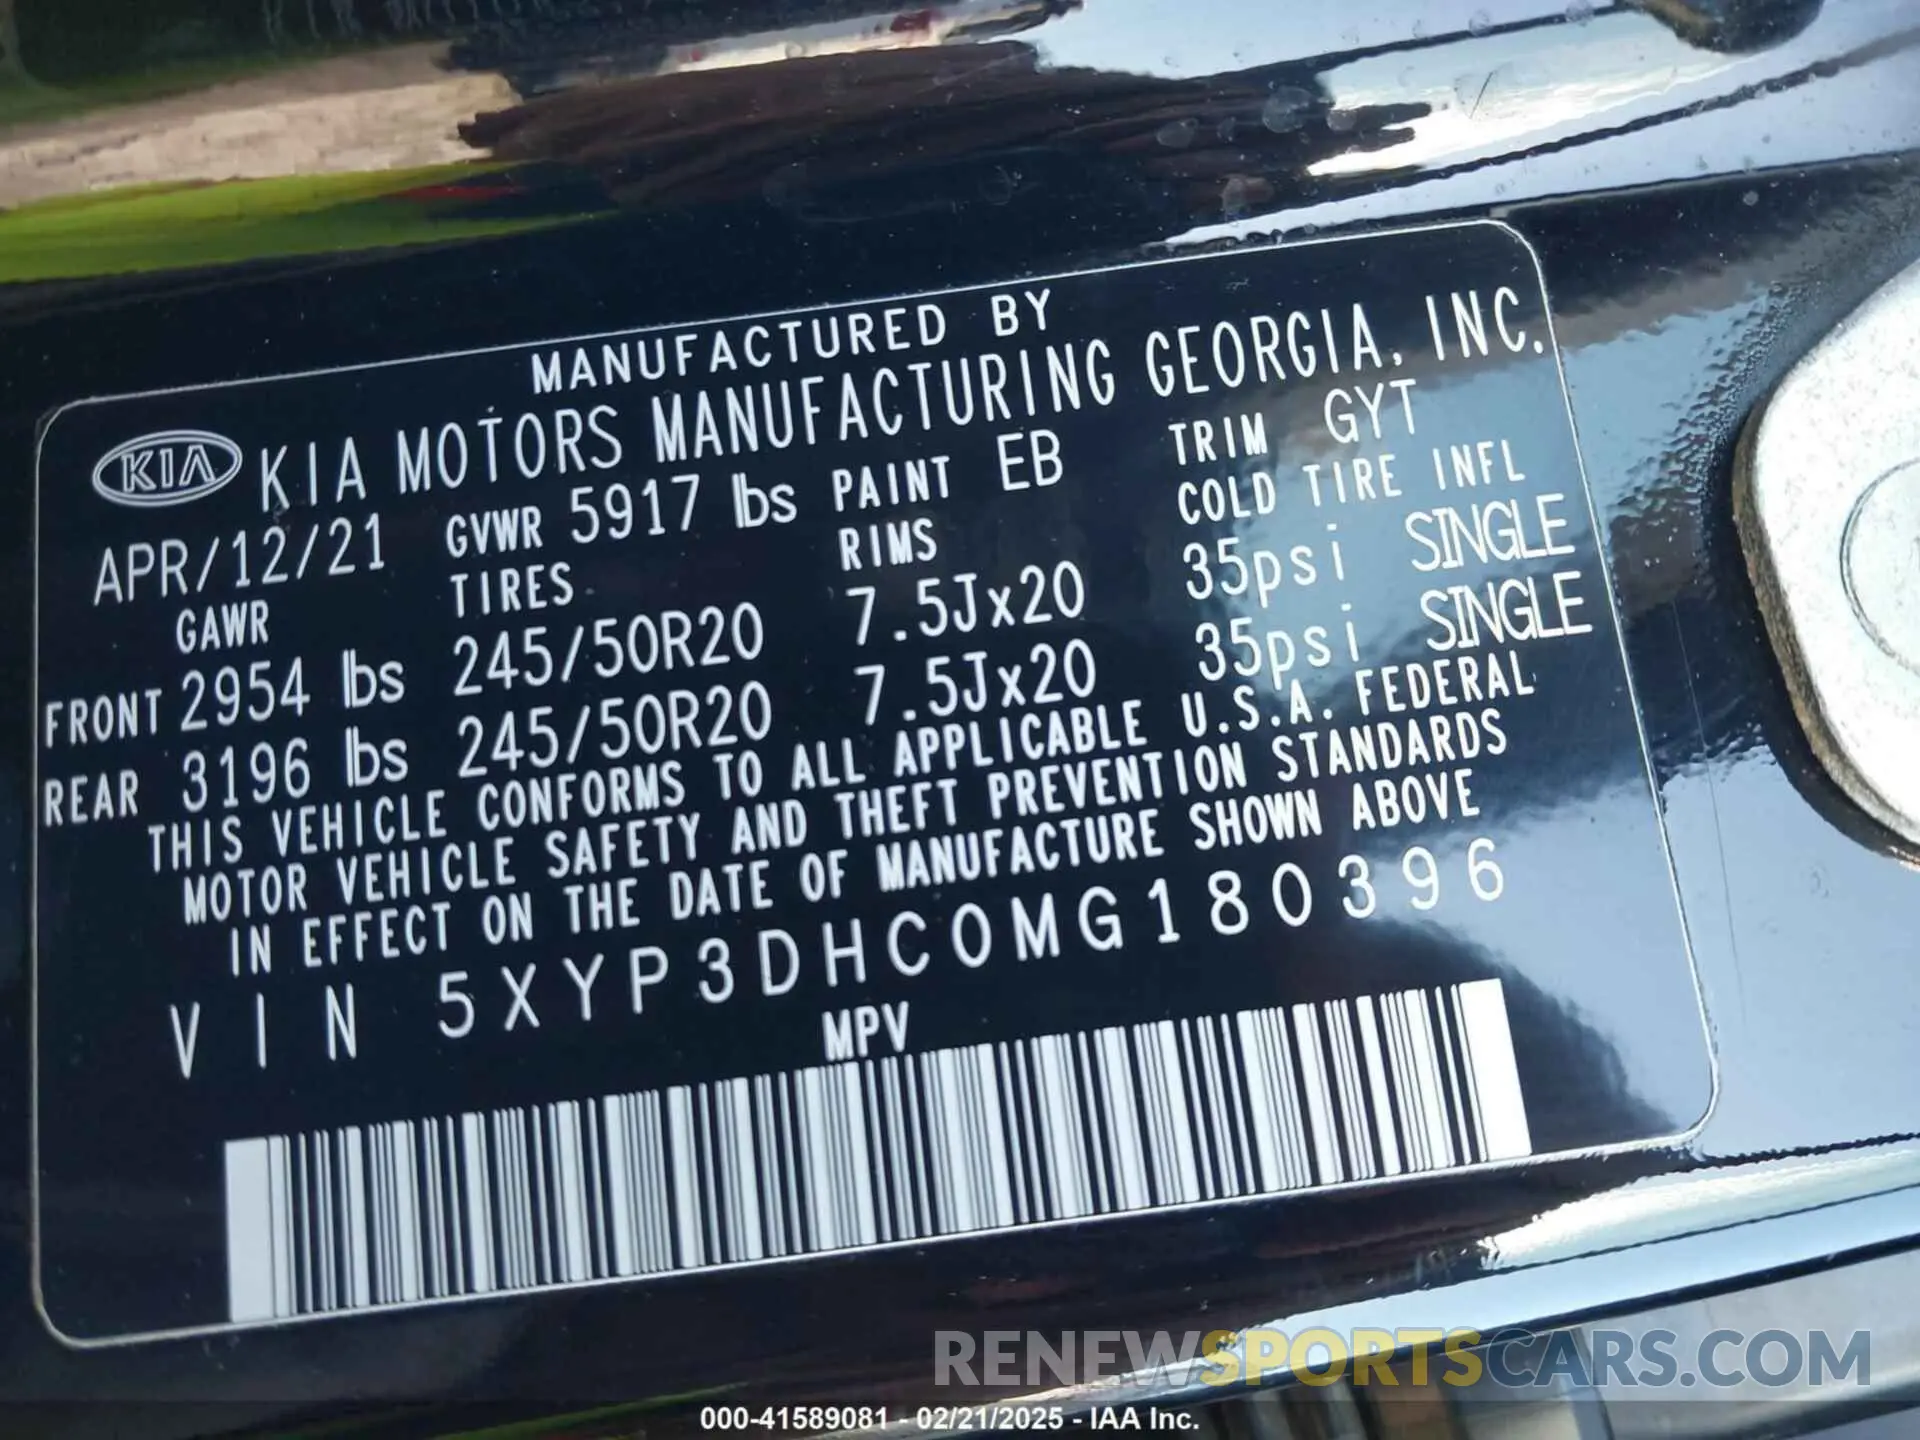 MANUFACTURED BY
KIA KIA MOTORS MANUFACTURING GEORGIA, INC.
APR/12/21 GVWR 5917 lbs PAINT EB TRIM GYT
GAWR TIRES RIMS COLD TIRE INFL
FRONT 2954 lbs 245/50R20 7.5Jx20 35psi SINGLE
REAR 3196 lbs 245/50R20 7.5Jx20 35psi SINGLE
THIS VEHICLE CONFORMS TO ALL APPLICABLE U.S.A. FEDERAL
MOTOR VEHICLE SAFETY AND THEFT PREVENTION STANDARDS
IN EFFECT ON THE DATE OF MANUFACTURE SHOWN ABOVE
VIN 5XYP3DHC0MG180396
MPV
RENEWSPORTSCARS.COM
000-41589081 - 02/21/2025 - IAA Inc.